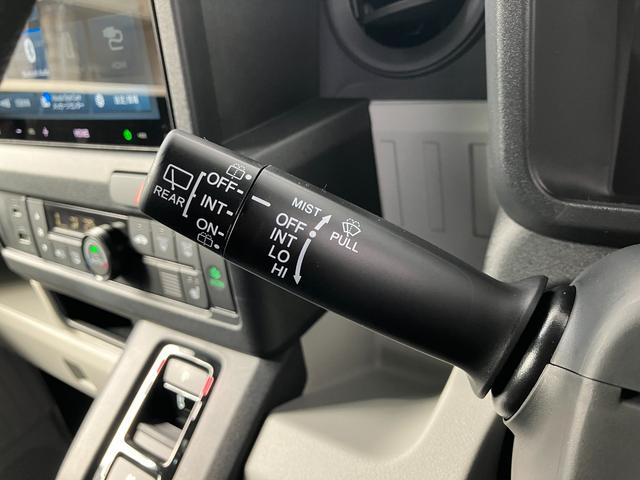 REAR
OFF
INT
ON
MIST
OFF
INT
LO
HI
PULL